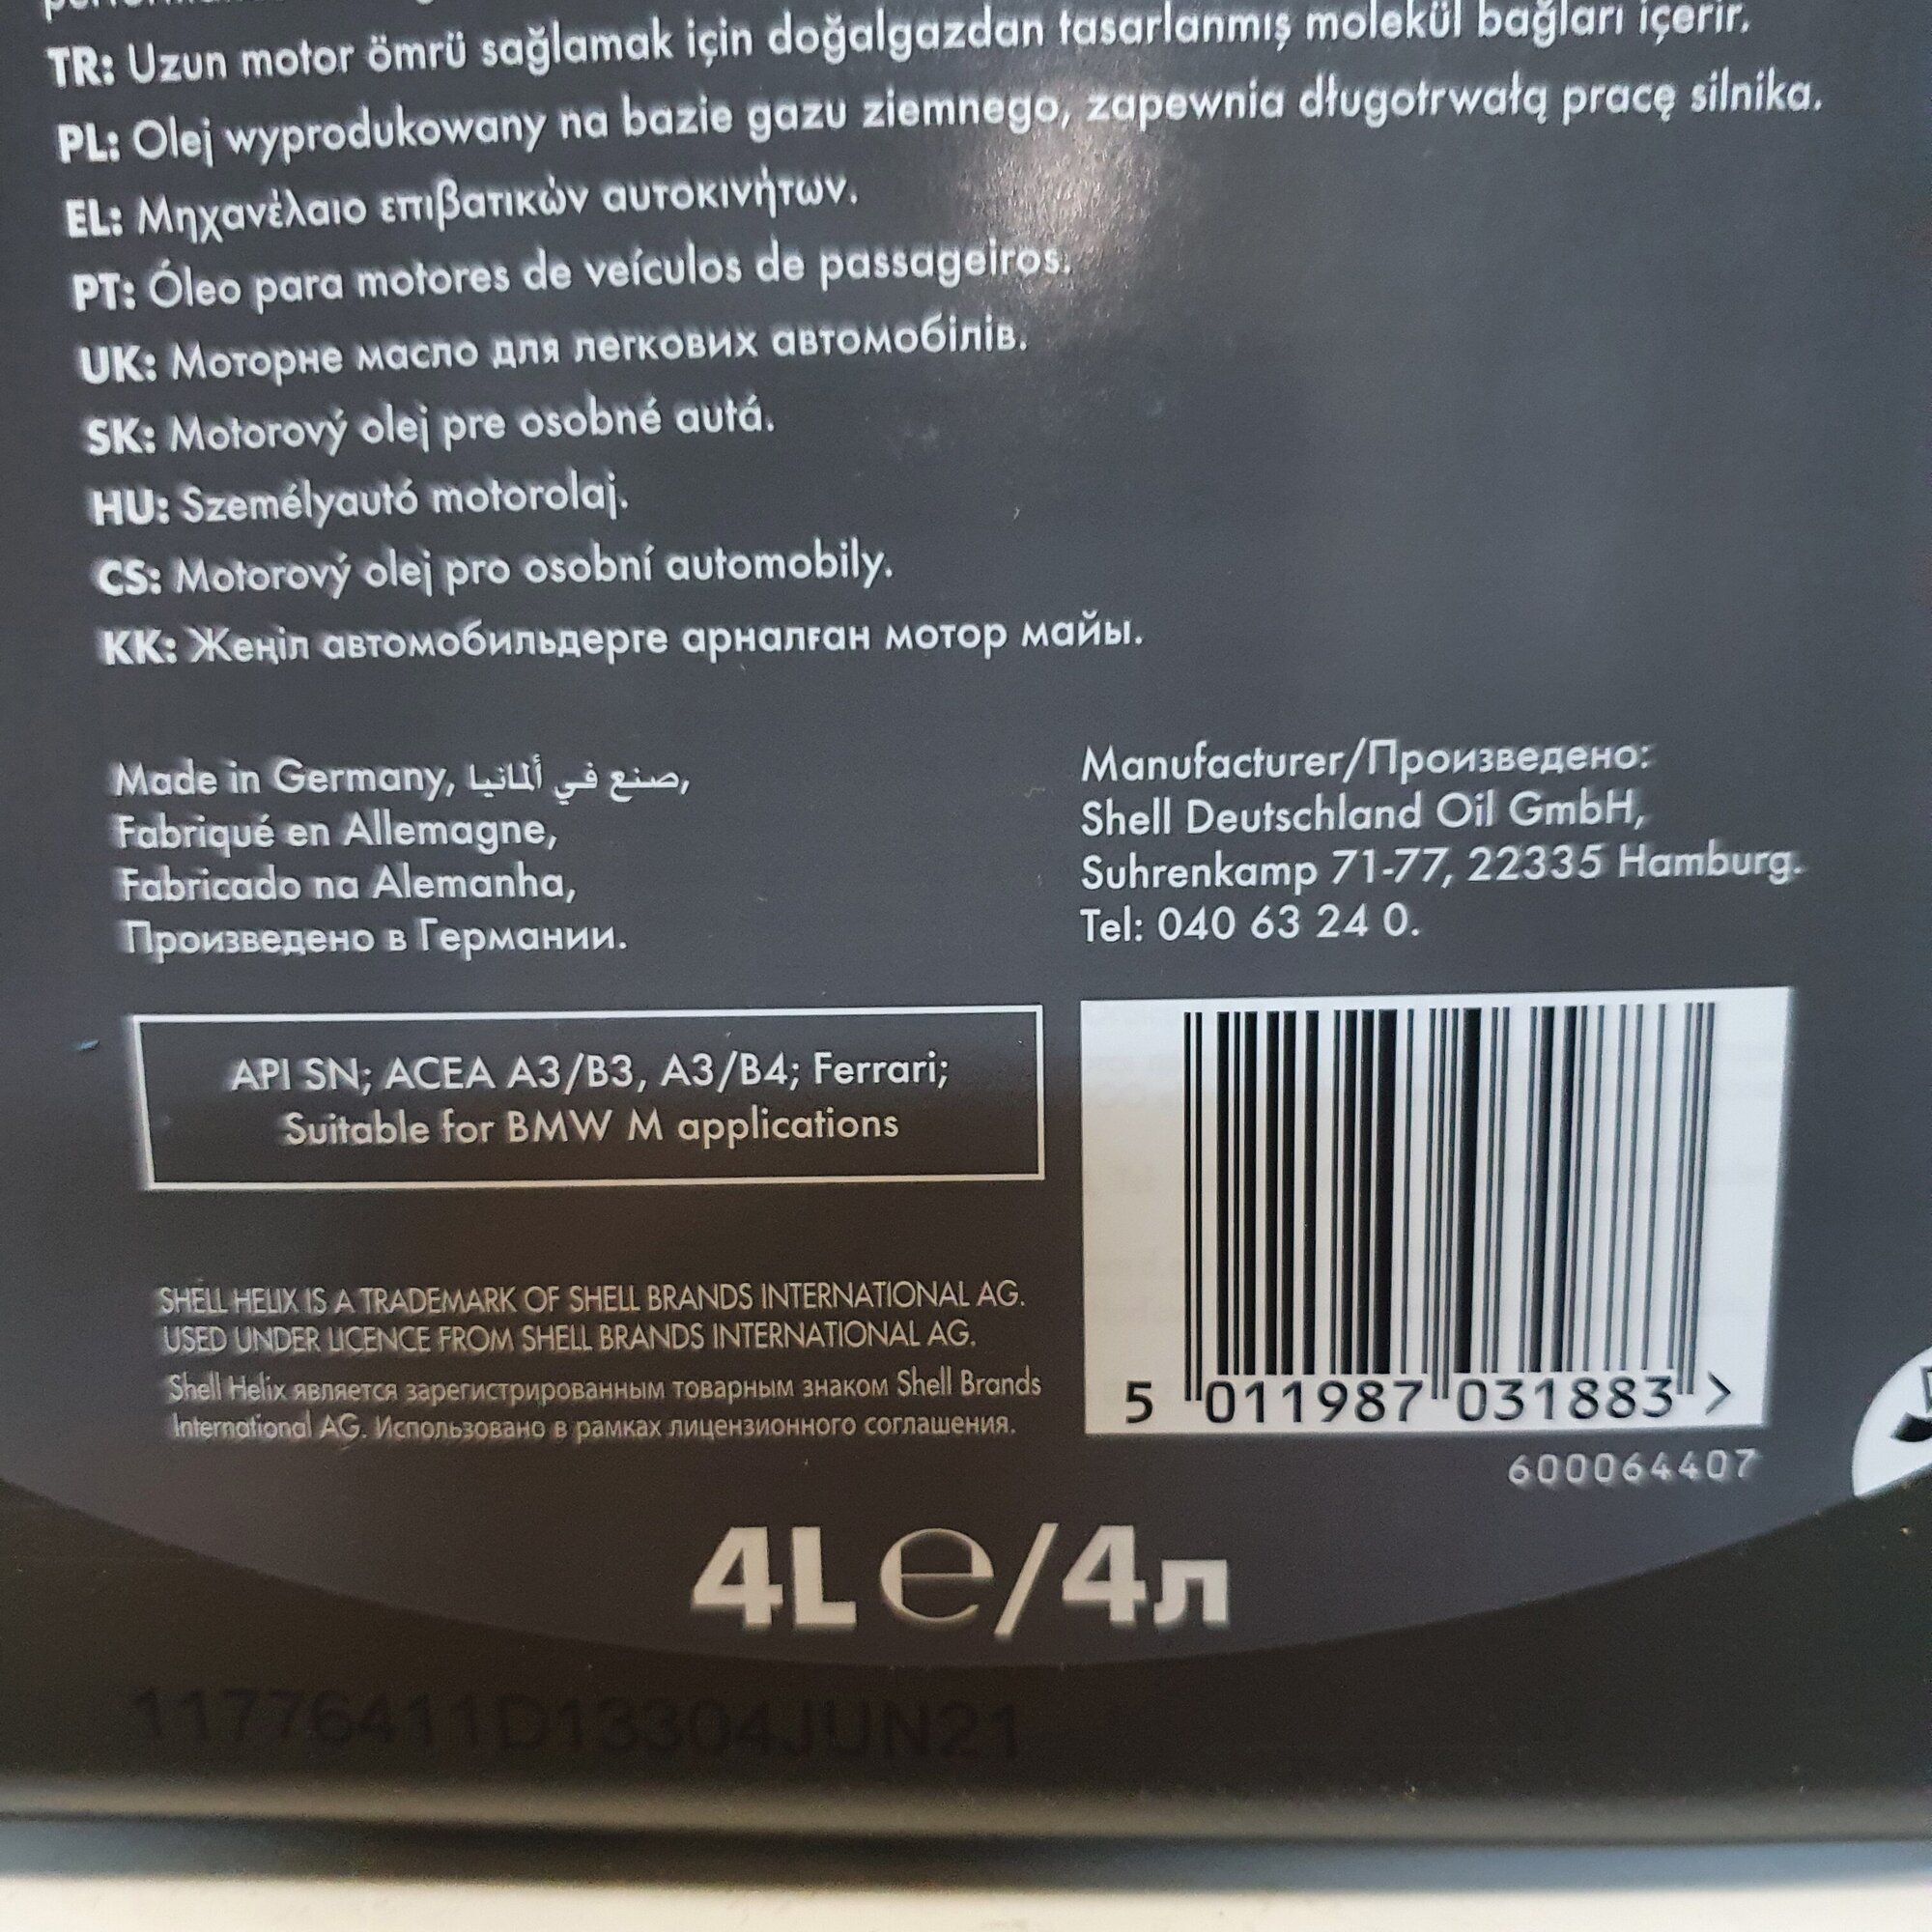 TR: Uzun motor ömrü sağlamak için doğalgazdan tasarlanmış molekül bağları içerir.
PL: Olej wyprodukowany na bazie gazu ziemnego, zapewnia długotrwałą pracę silnika.
EL: Μηχανέλαιο επιβατικών αυτοκινήτων.
PT: Óleo para motores de veículos de passageiros.
UK: Моторне масло для легкових автомобілів.
SK: Motorový olej pre osobné autá.
HU: Személyautó motorolaj.
CS: Motorový olej pro osobní automobily.
KK: Жеңіл автомобильдерге арналған мотор майы.
Made in Germany, صنع في ألمانيا,
Fabriqué en Allemagne,
Fabricado na Alemanha,
Произведено в Германии.
Manufacturer/Произведено:
Shell Deutschland Oil GmbH,
Suhrenkamp 71-77, 22335 Hamburg.
Tel: 040 63 24 0.
API SN; ACEA A3/B3, A3/B4; Ferrari;
Suitable for BMW M applications
SHELL HELIX IS A TRADEMARK OF SHELL BRANDS INTERNATIONAL AG.
USED UNDER LICENCE FROM SHELL BRANDS INTERNATIONAL AG.
Shell Helix является зарегистрированным товарным знаком Shell Brands
International AG. Использовано в рамках лицензионного соглашения.
5 011987 031883 >
600064407
4L e/4л
11776411D13304JUN21